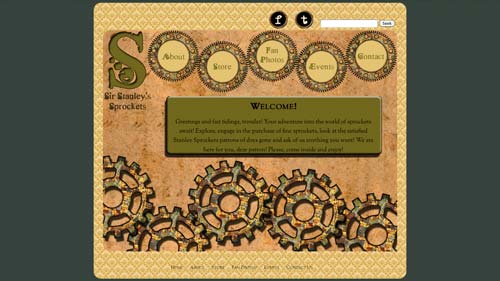 f t Seek
About Store Fan Photos Events Contact
Sir Stanley's
Sprockets
Welcome!
Greetings and fast tidings, traveler! Your adventure into the world of sprockets
await! Explore, engage in the purchase of fine sprockets, look at the satisfied
Stanley Sprockets patrons of days gone and ask of us anything you want! We are
here for you, dear patron! Please, come inside and enjoy!
Home About Store Fan Photos Events Contact Us